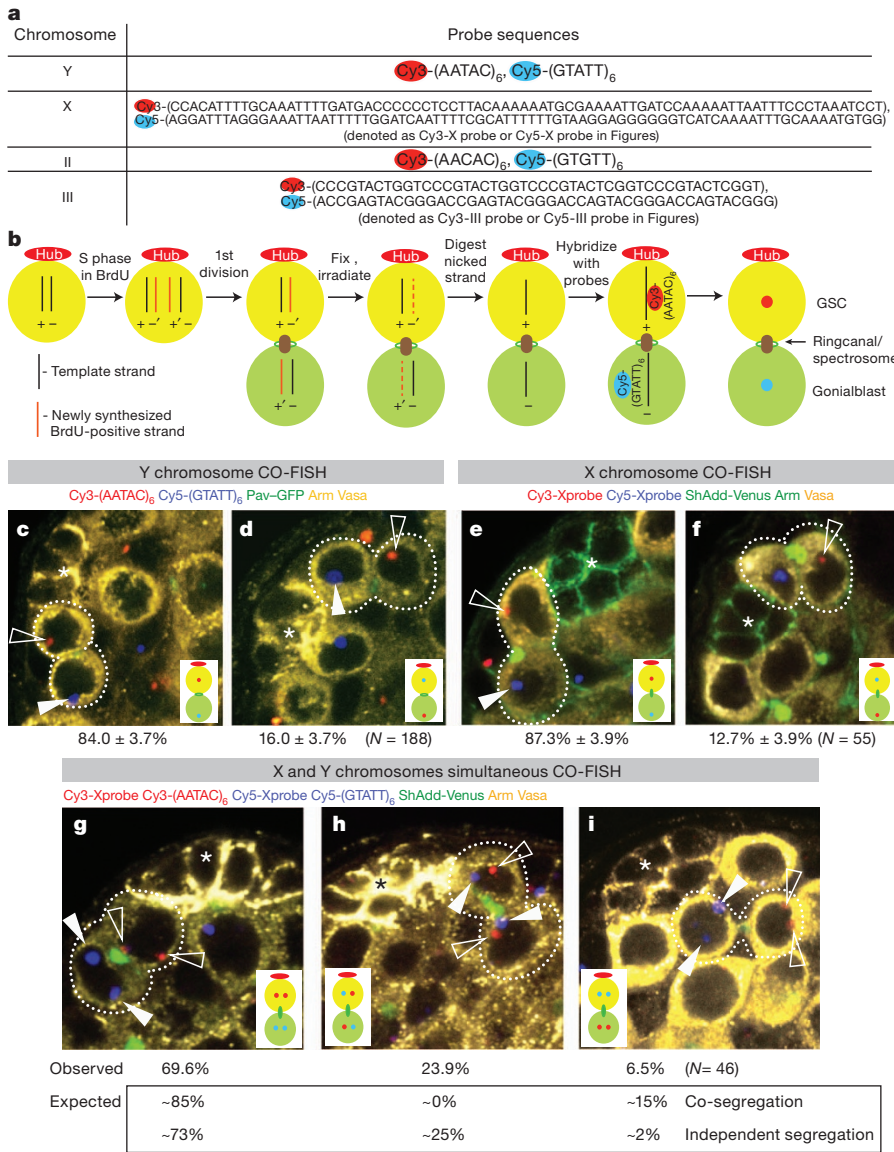 a
Chromosome Probe sequences
Y Cy3-(AATAC)6, Cy5-(GTATT)6
X Cy3-(CCACATTTTGCAAATTTTGATGACCCCCCTCCTTACAAAAAATGCGAAAATTGATCCAAAAATTAATTTCCCTAAATCCT),
Cy5-(AGGATTTAGGGAAATTAATTTTTGGATCAATTTTCGCATTTTTTGTAAGGAGGGGGGTCATCAAAATTTGCAAAATGTGG)
(denoted as Cy3-X probe or Cy5-X probe in Figures)
II Cy3-(AACAC)6, Cy5-(GTGTT)6
III Cy3-(CCCGTACTGGTCCCGTACTGGTCCCGTACTCGGTCCCGTACTCGGT),
Cy5-(ACCGAGTACGGGACCGAGTACGGGACCAGTACGGGACCAGTACGGG)
(denoted as Cy3-III probe or Cy5-III probe in Figures)
b
Hub S phase in BrdU Hub 1st division Hub Fix, irradiate Hub Digest nicked strand Hub Hybridize with probes Hub Hub
+ − + −′ + ′ − + −′ + −′ + Cy3-(AATAC)6 + GSC
Ringcanal/
spectrosome
+′ − +′ − − Cy5-(GTATT)6 − Gonialblast
- Template strand
- Newly synthesized
BrdU-positive strand
Y chromosome CO-FISH X chromosome CO-FISH
Cy3-(AATAC)6 Cy5-(GTATT)6 Pav–GFP Arm Vasa Cy3-Xprobe Cy5-Xprobe ShAdd-Venus Arm Vasa
c d e f
* * * *
84.0 ± 3.7% 16.0 ± 3.7% (N = 188) 87.3% ± 3.9% 12.7% ± 3.9% (N = 55)
X and Y chromosomes simultaneous CO-FISH
Cy3-Xprobe Cy3-(AATAC)6 Cy5-Xprobe Cy5-(GTATT)6 ShAdd-Venus Arm Vasa
g h i
* * *
Observed 69.6% 23.9% 6.5% (N= 46)
Expected ~85% ~0% ~15% Co-segregation
~73% ~25% ~2% Independent segregation